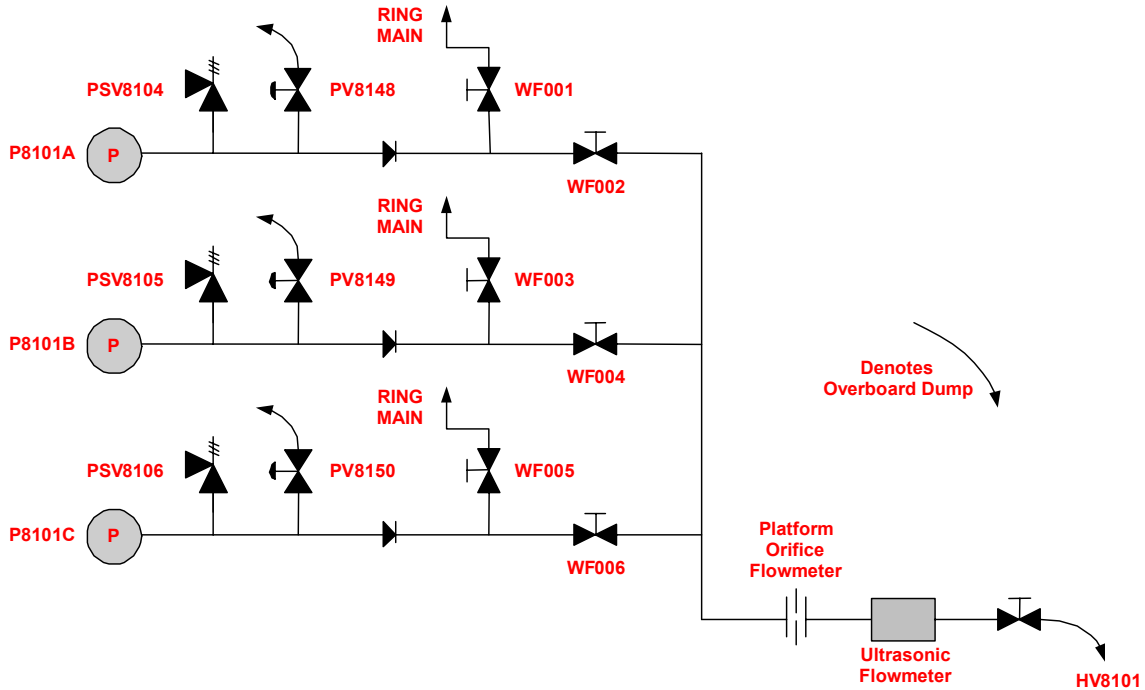 RING
MAIN
PSV8104
PV8148
WF001
P8101A
P
WF002
RING
MAIN
PSV8105
PV8149
WF003
P8101B
P
WF004
Denotes
Overboard Dump
RING
MAIN
PSV8106
PV8150
WF005
P8101C
P
WF006
Platform
Orifice
Flowmeter
Ultrasonic
Flowmeter
HV8101